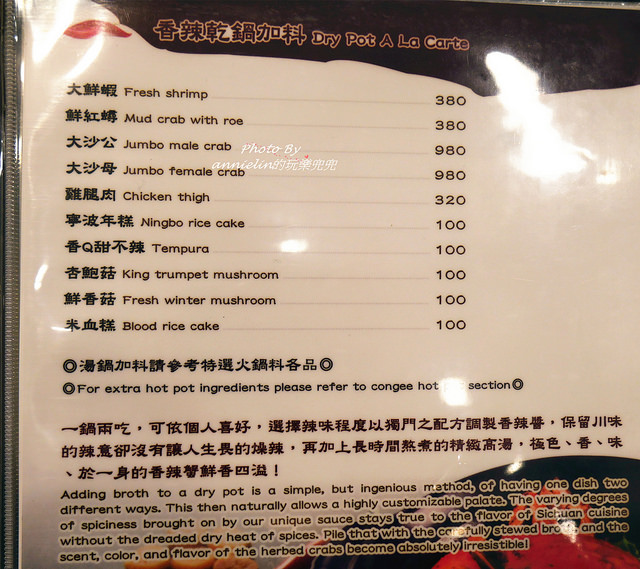 香辣乾鍋加料 Dry Pot A La Carte
大鮮蝦 Fresh shrimp 380
鮮紅蟳 Mud crab with roe 380
大沙公 Jumbo male crab 980
Photo By
annielin的玩樂兜兜
大沙母 Jumbo female crab 980
雞腿肉 Chicken thigh 320
寧波年糕 Ningbo rice cake 100
香Q甜不辣 Tempura 100
杏鮑菇 King trumpet mushroom 100
鮮香菇 Fresh winter mushroom 100
米血糕 Blood rice cake 100
◎湯鍋加料請參考特選火鍋料各品◎
◎For extra hot pot ingredients please refer to congee hot section◎
一鍋兩吃，可依個人喜好，選擇辣味程度以獨門之配方調製香辣醬，保留川味
的辣意卻沒有讓人生畏的燥辣，再加上長時間熬煮的精緻高湯，極色、香、味
、於一身的香辣蟹鮮香四溢！
Adding broth to a dry pot is a simple, but ingenious method, of having one dish two
different ways. This then naturally allows a highly customizable palate. The varying degrees
of spiciness brought on by our unique sauce stays true to the flavor of Sichuan cuisine
without the dreaded dry heat of spices. Pile that with the carefully stewed broth, and the
scent, color, and flavor of the herbed crabs become absolutely irresistible!